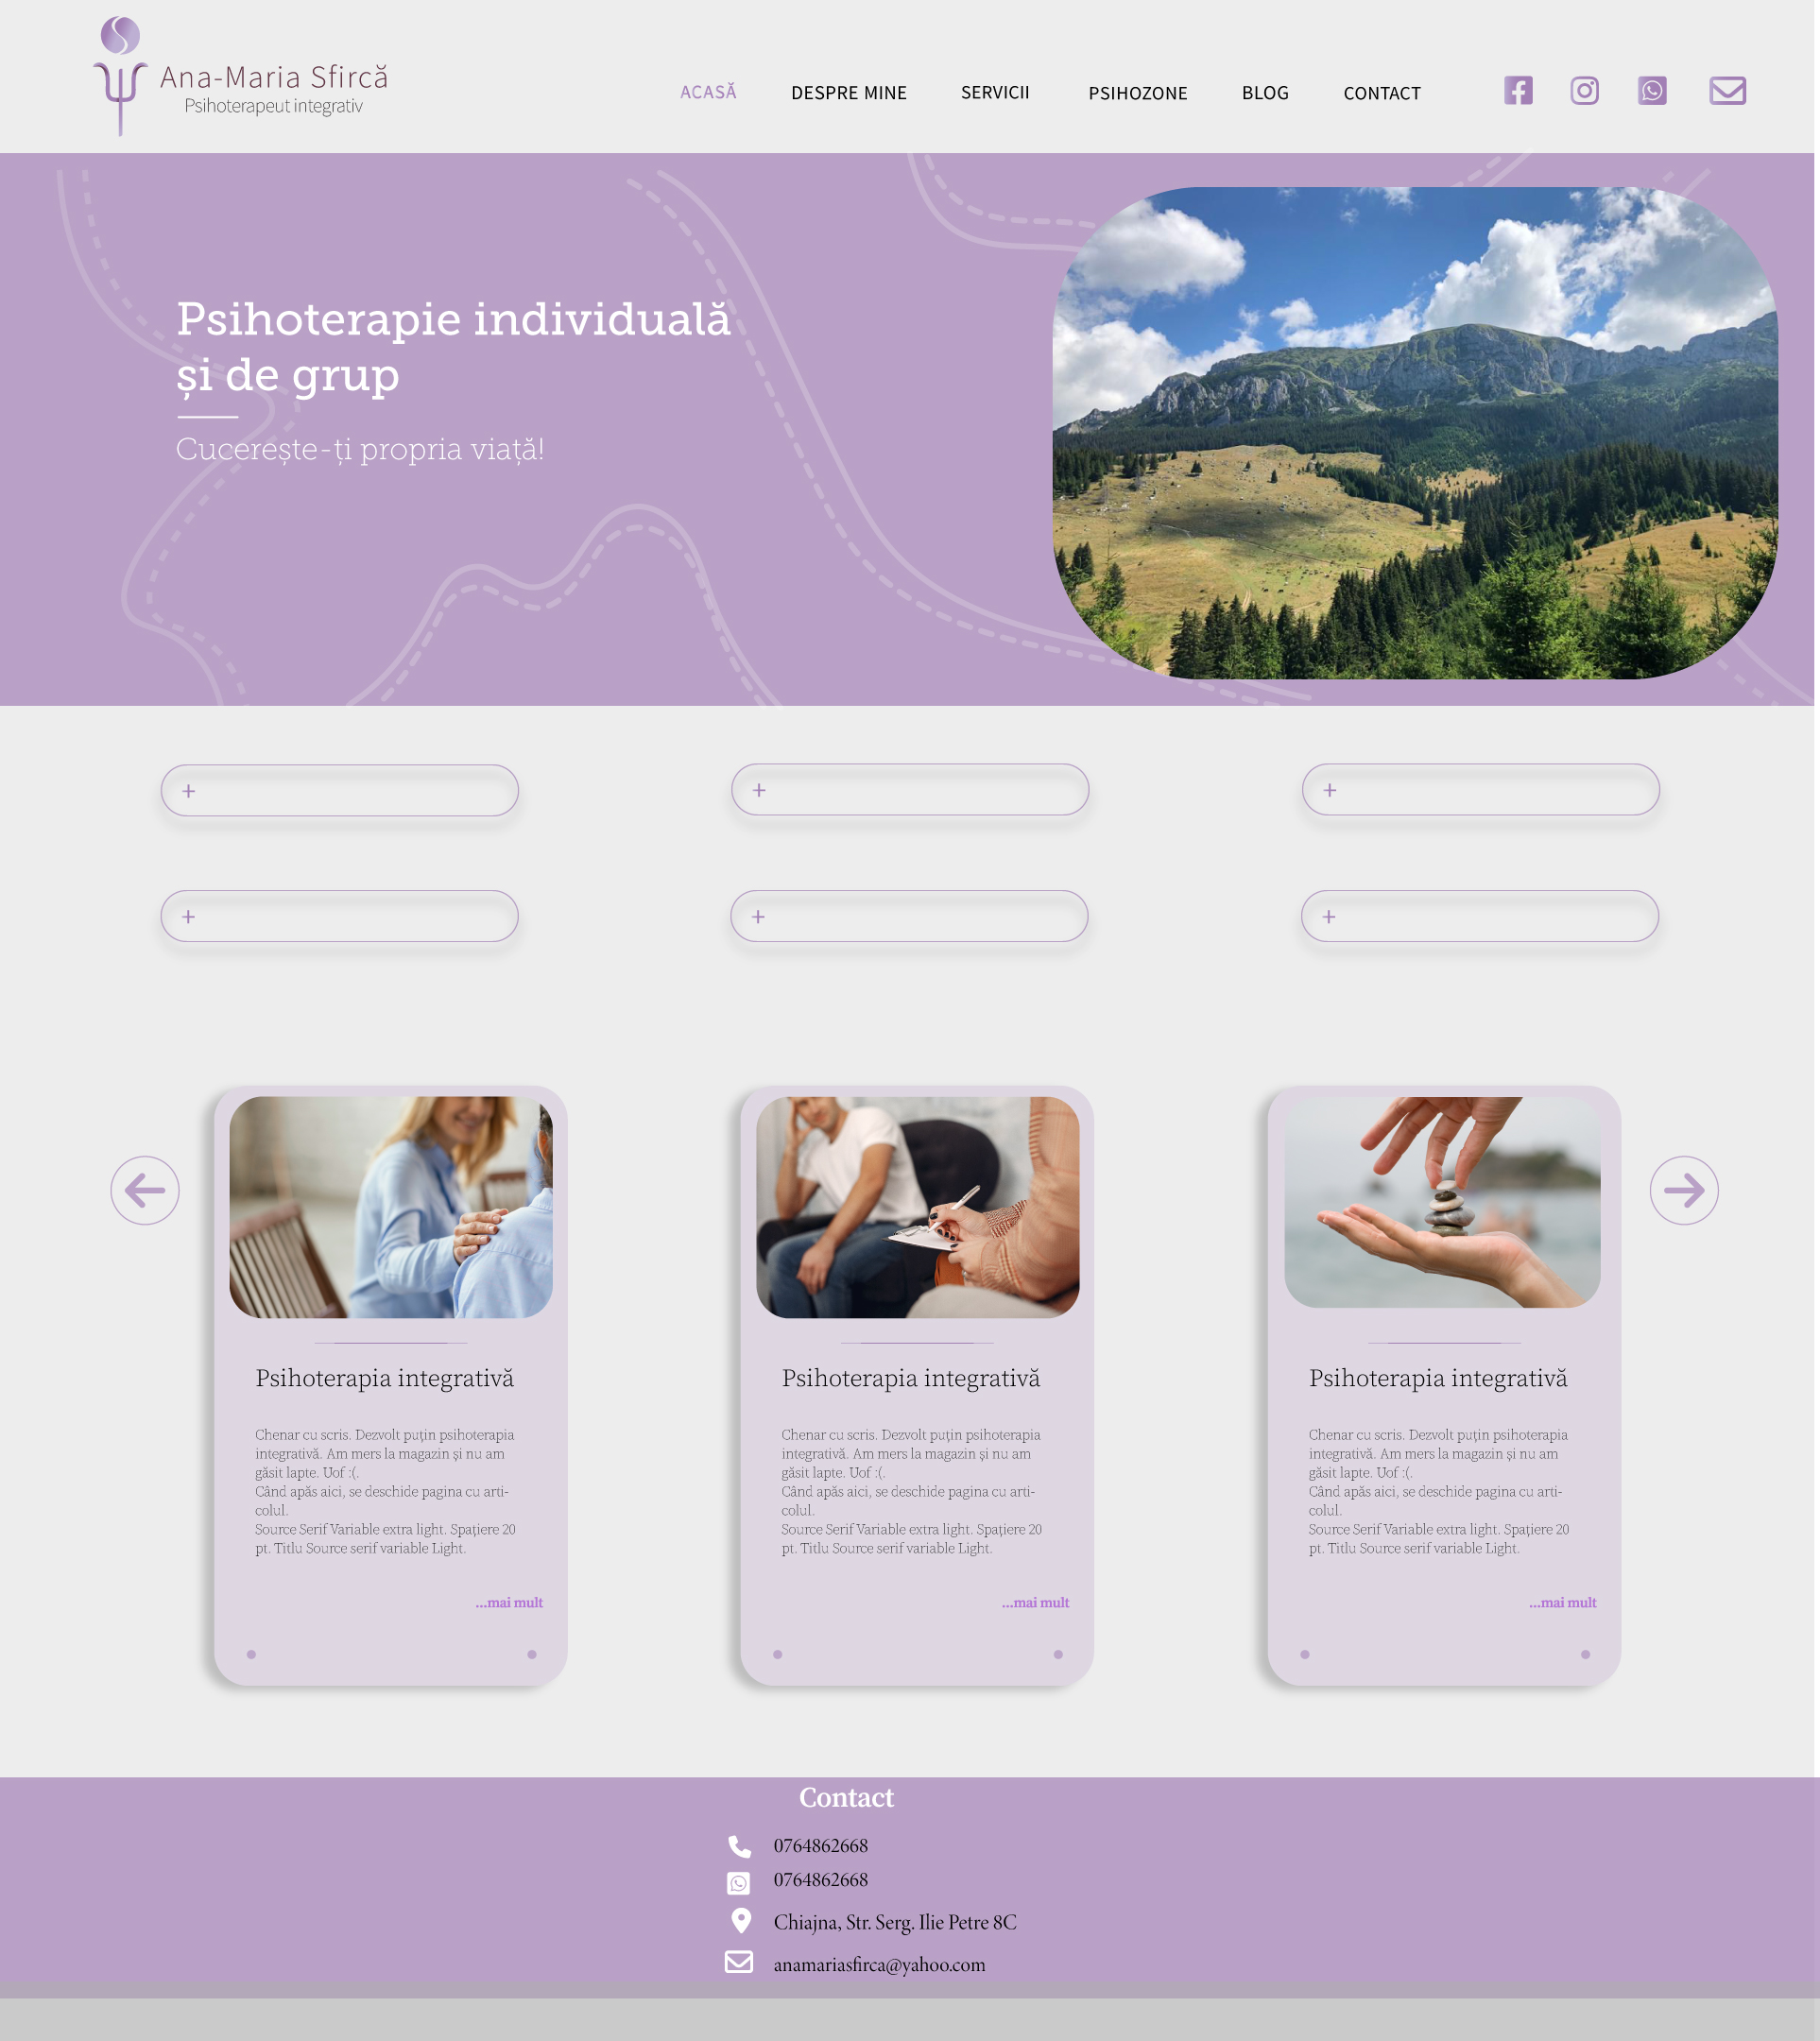 Ana-Maria Sfircă
Psihoterapeut integrativ
ACASĂ
DESPRE MINE
SERVICII
PSIHOZONE
BLOG
CONTACT
Psihoterapie individuală
și de grup
Cucerește-ți propria viață!
+
+
+
+
+
+
Psihoterapia integrativă
Chenar cu scris. Dezvolt puțin psihoterapia
integrativă. Am mers la magazin și nu am
găsit lapte. Uof :(.
Când apăs aici, se deschide pagina cu arti-
colul.
Source Serif Variable extra light. Spațiere 20
pt. Titlu Source serif variable Light.
...mai mult
Psihoterapia integrativă
Chenar cu scris. Dezvolt puțin psihoterapia
integrativă. Am mers la magazin și nu am
găsit lapte. Uof :(.
Când apăs aici, se deschide pagina cu arti-
colul.
Source Serif Variable extra light. Spațiere 20
pt. Titlu Source serif variable Light.
...mai mult
Psihoterapia integrativă
Chenar cu scris. Dezvolt puțin psihoterapia
integrativă. Am mers la magazin și nu am
găsit lapte. Uof :(.
Când apăs aici, se deschide pagina cu arti-
colul.
Source Serif Variable extra light. Spațiere 20
pt. Titlu Source serif variable Light.
...mai mult
Contact
0764862668
0764862668
Chiajna, Str. Serg. Ilie Petre 8C
anamariasfirca@yahoo.com